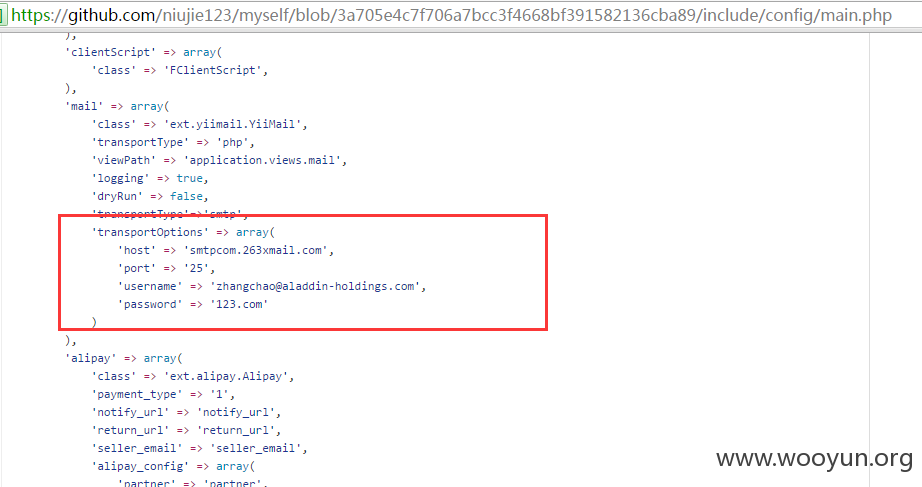 https://github.com/niujie123/myself/blob/3a705e4c7f706a7bcc3f4668bf391582136cba89/include/config/main.php
),
'clientScript' => array(
'class' => 'FClientScript',
),
'mail' => array(
'class' => 'ext.yiimail.YiiMail',
'transportType' => 'php',
'viewPath' => 'application.views.mail',
'logging' => true,
'dryRun' => false,
'transportType'=>'smtp',
'transportOptions' => array(
'host' => 'smtpcom.263xmail.com',
'port' => '25',
'username' => 'zhangchao@aladdin-holdings.com',
'password' => '123.com'
)
),
'alipay' => array(
'class' => 'ext.alipay.Alipay',
'payment_type' => '1',
'notify_url' => 'notify_url',
'return_url' => 'return_url',
'seller_email' => 'seller_email',
'alipay_config' => array(
'partner' => 'partner',
www.wooyun.org